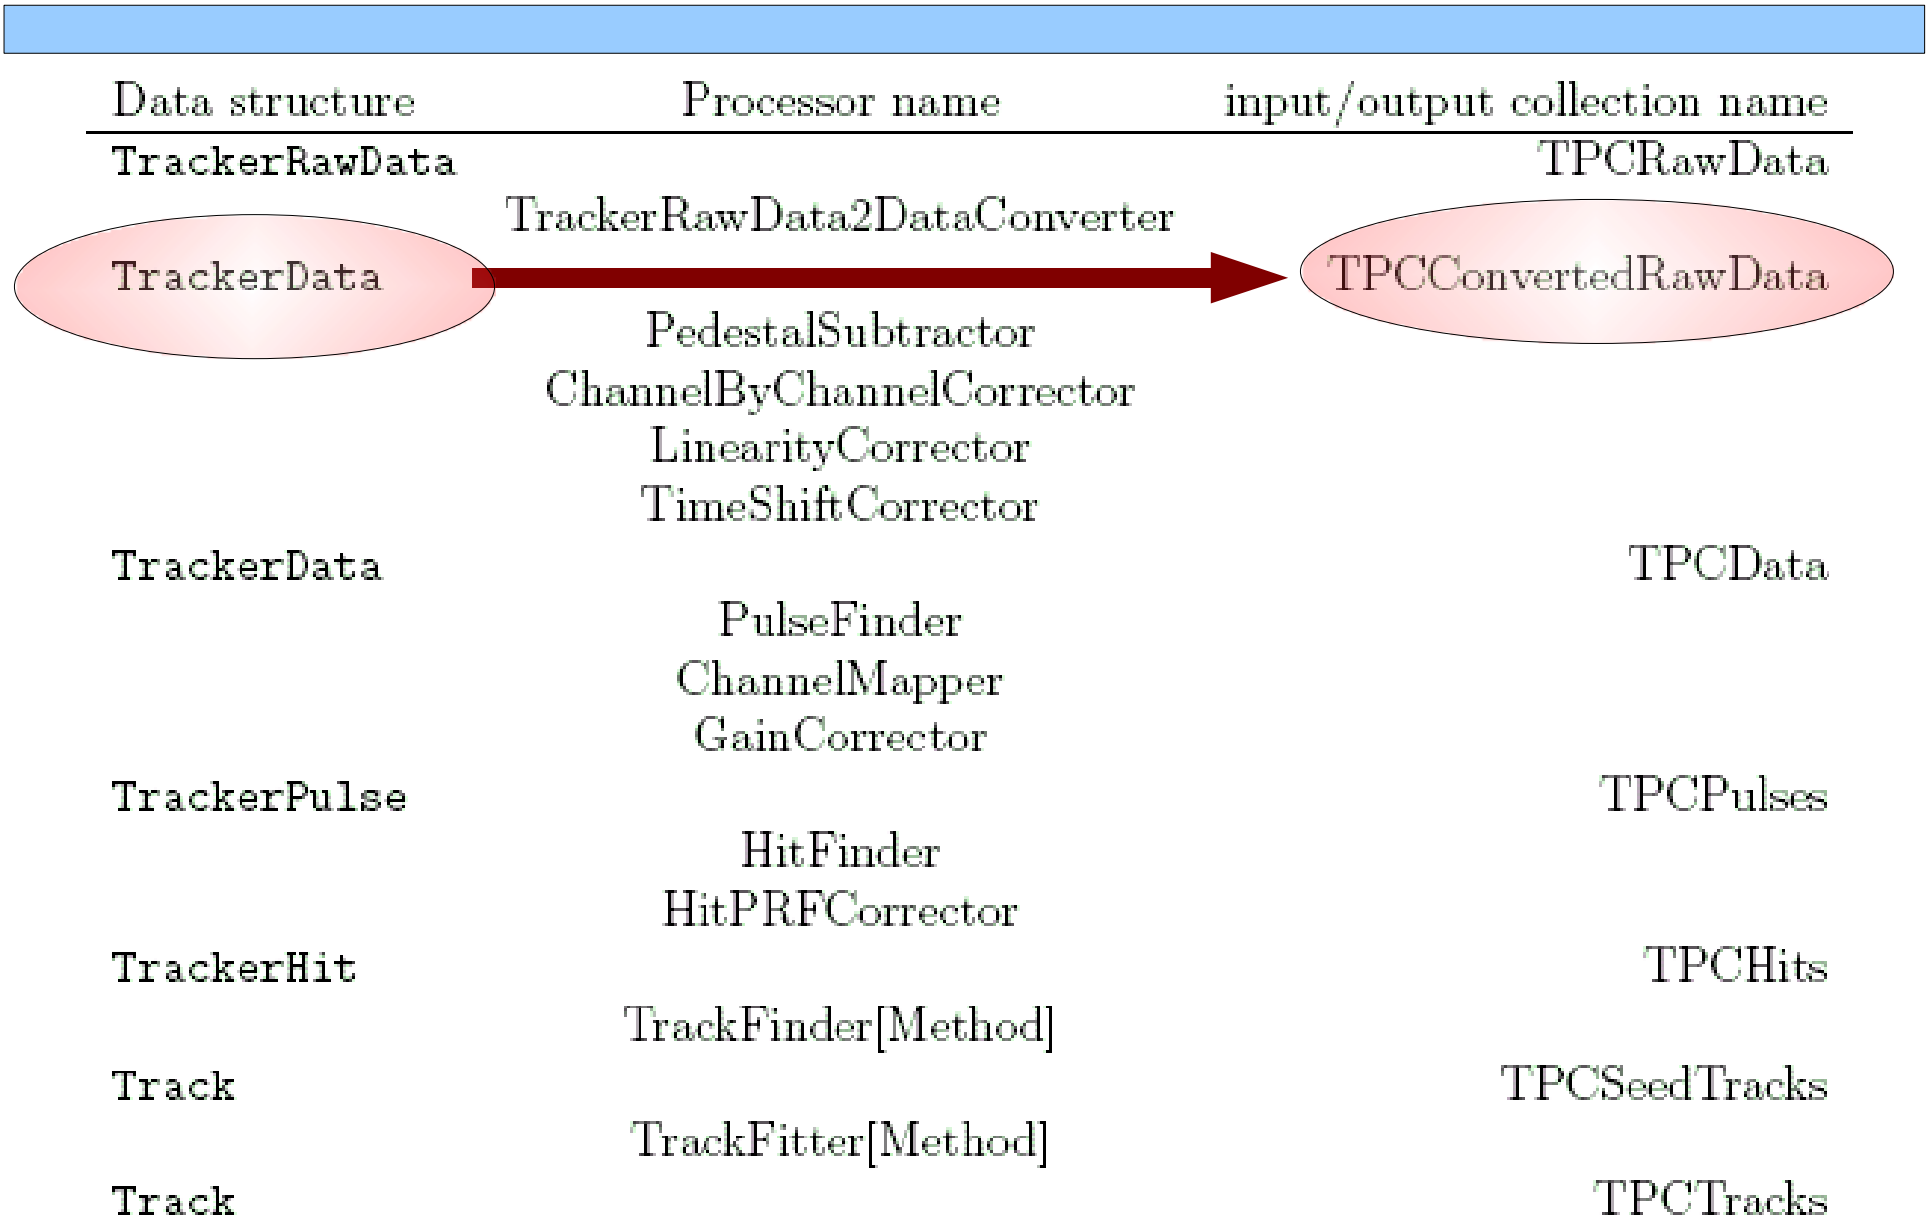 Data structure Processor name input/output collection name
TrackerRawData TPCRawData
TrackerRawData2DataConverter
TrackerData TPCConvertedRawData
PedestalSubtractor
ChannelByChannelCorrector
LinearityCorrector
TimeShiftCorrector
TrackerData TPCData
PulseFinder
ChannelMapper
GainCorrector
TrackerPulse TPCPulses
HitFinder
HitPRFCorrector
TrackerHit TPCHits
TrackFinder[Method]
Track TPCSeedTracks
TrackFitter[Method]
Track TPCTracks